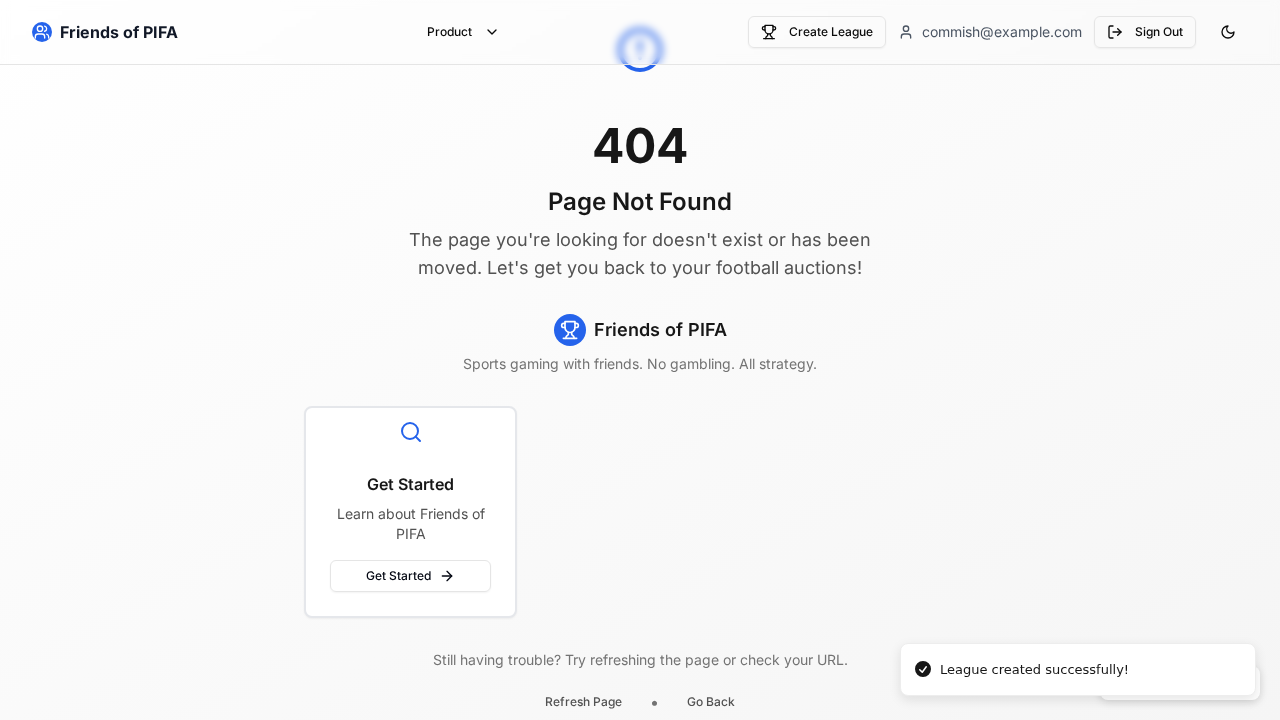 Friends of PIFA
Product
Create League
commish@example.com
Sign Out
404
Page Not Found
The page you're looking for doesn't exist or has been
moved. Let's get you back to your football auctions!
Friends of PIFA
Sports gaming with friends. No gambling. All strategy.
Get Started
Learn about Friends of
PIFA
Get Started
Still having trouble? Try refreshing the page or check your URL.
Refresh Page
Go Back
League created successfully!